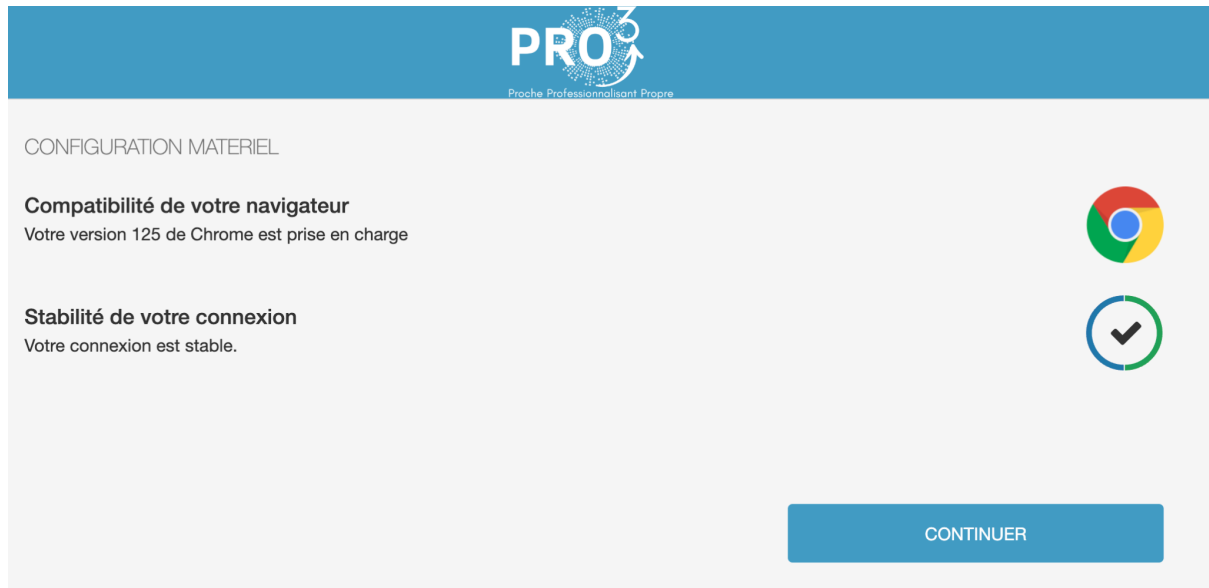 PRO3
Proche Professionnalisant Propre
CONFIGURATION MATERIEL
Compatibilité de votre navigateur
Votre version 125 de Chrome est prise en charge
Stabilité de votre connexion
Votre connexion est stable.
CONTINUER